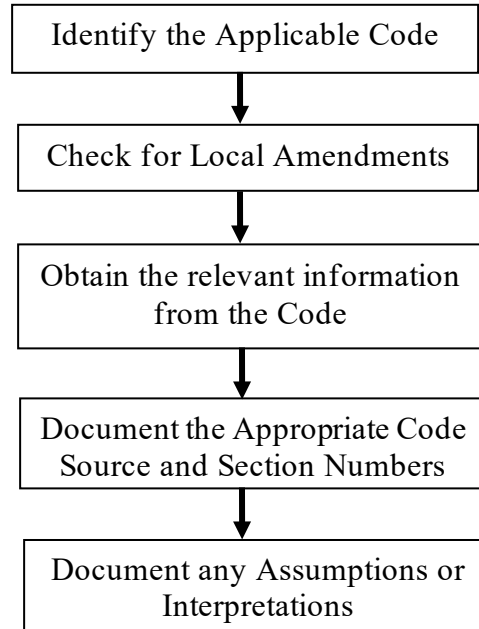 Identify the Applicable Code
Check for Local Amendments
Obtain the relevant information
from the Code
Document the Appropriate Code
Source and Section Numbers
Document any Assumptions or
Interpretations